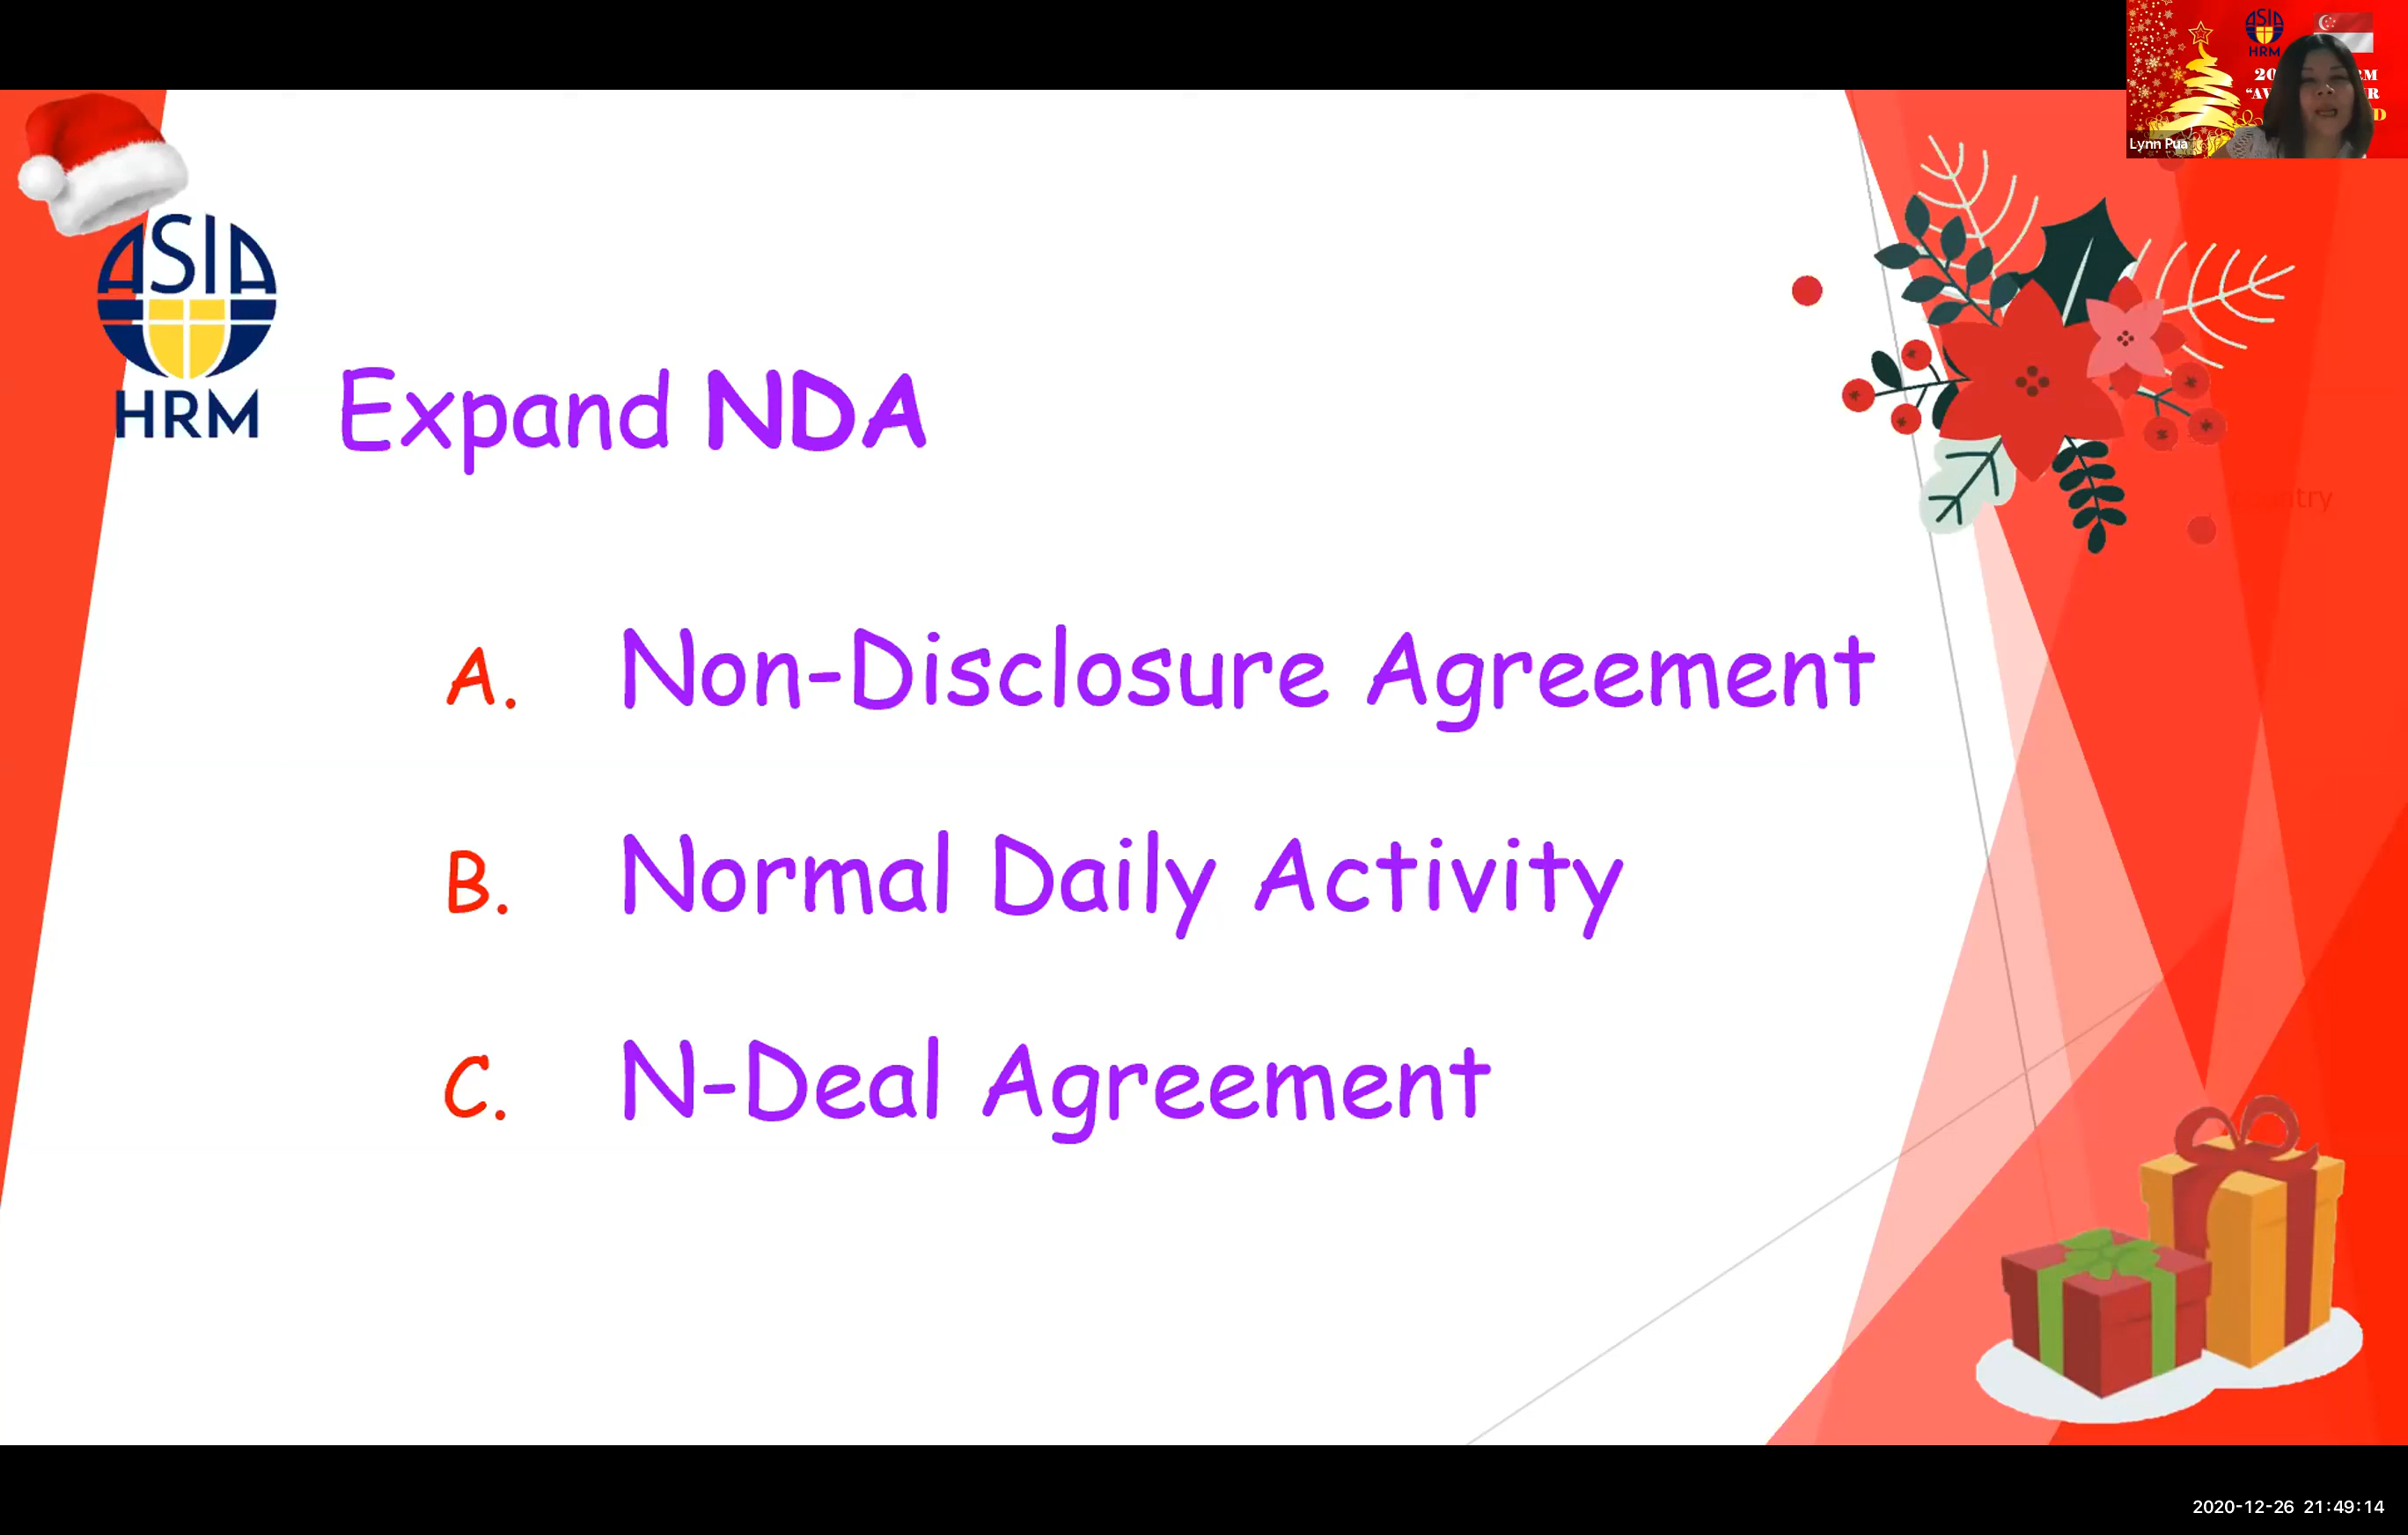 ASIA
HRM
Lynn Pua
ASIA
HRM
Expand NDA
A. Non-Disclosure Agreement
B. Normal Daily Activity
C. N-Deal Agreement
2020-12-26 21:49:14